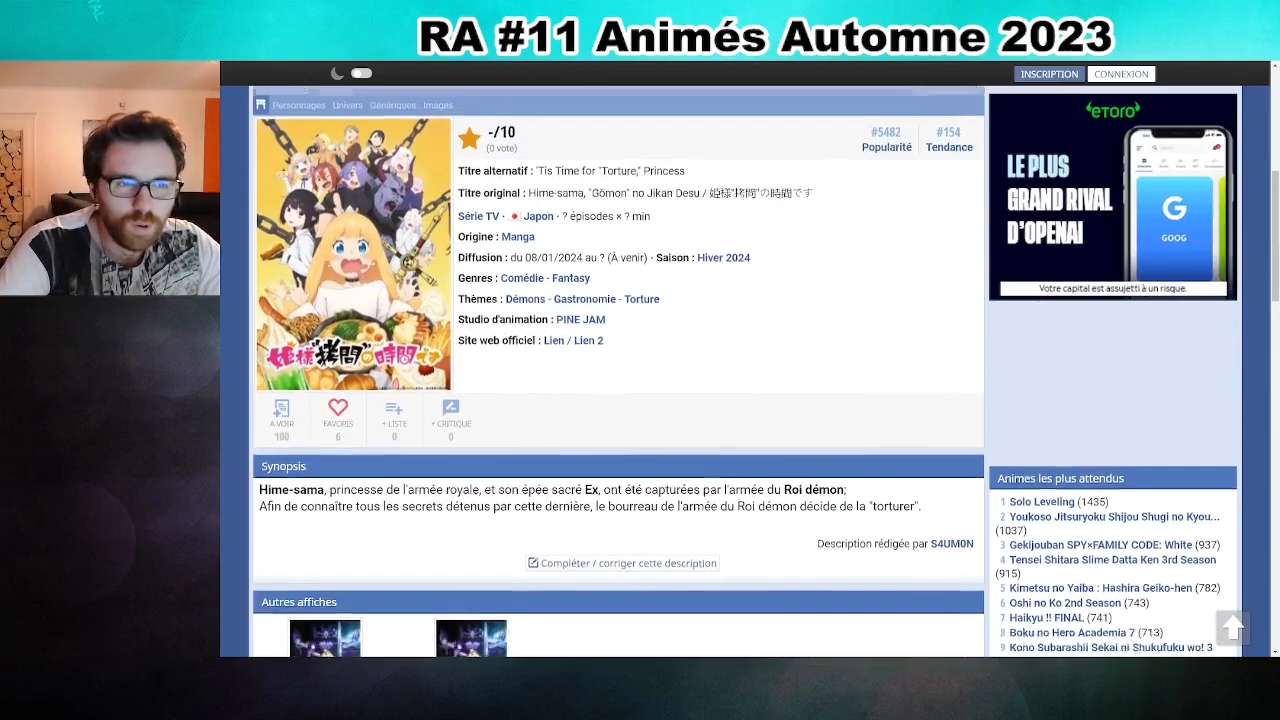 RA #11 Animés Automne 2023
INSCRIPTION CONNEXION
Personnages Univers Génériques Images
-/10
(0 vote)
#5482
Popularité
#154
Tendance
Titre alternatif : 'Tis Time for "Torture," Princess
Titre original : Hime-sama, "Gōmon" no Jikan Desu / 姫様"拷問"の時間です
Série TV · Japon · ? épisodes × ? min
Origine : Manga
Diffusion : du 08/01/2024 au ? (À venir) · Saison : Hiver 2024
Genres : Comédie - Fantasy
Thèmes : Démons - Gastronomie - Torture
Studio d'animation : PINE JAM
Site web officiel : Lien / Lien 2
姫様"拷問"の時間です
A VOIR
100
FAVORIS
6
+ LISTE
0
+ CRITIQUE
0
Synopsis
Hime-sama, princesse de l'armée royale, et son épée sacré Ex, ont été capturées par l'armée du Roi démon;
Afin de connaître tous les secrets détenus par cette dernière, le bourreau de l'armée du Roi démon décide de la "torturer".
Description rédigée par S4UM0N
Compléter / corriger cette description
Autres affiches
eToro
LE PLUS
GRAND RIVAL
D'OPENAI
G
GOOG
Votre capital est assujetti à un risque.
Animes les plus attendus
1 Solo Leveling (1435)
2 Youkoso Jitsuryoku Shijou Shugi no Kyou...
(1037)
3 Gekijouban SPY×FAMILY CODE: White (937)
4 Tensei Shitara Slime Datta Ken 3rd Season
(915)
5 Kimetsu no Yaiba : Hashira Geiko-hen (782)
6 Oshi no Ko 2nd Season (743)
7 Haikyu !! FINAL (741)
8 Boku no Hero Academia 7 (713)
9 Kono Subarashii Sekai ni Shukufuku wo! 3